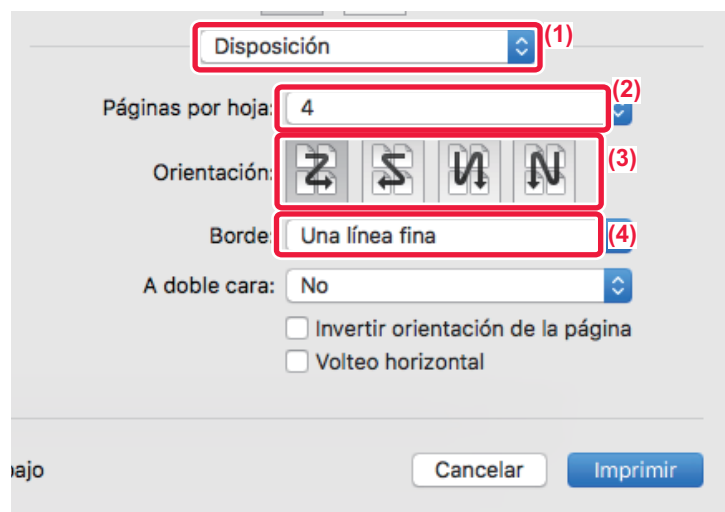 Disposición (1)
Páginas por hoja: 4 (2)
Orientación: (3)
Borde: Una línea fina (4)
A doble cara: No
Invertir orientación de la página
Volteo horizontal
ajo Cancelar Imprimir